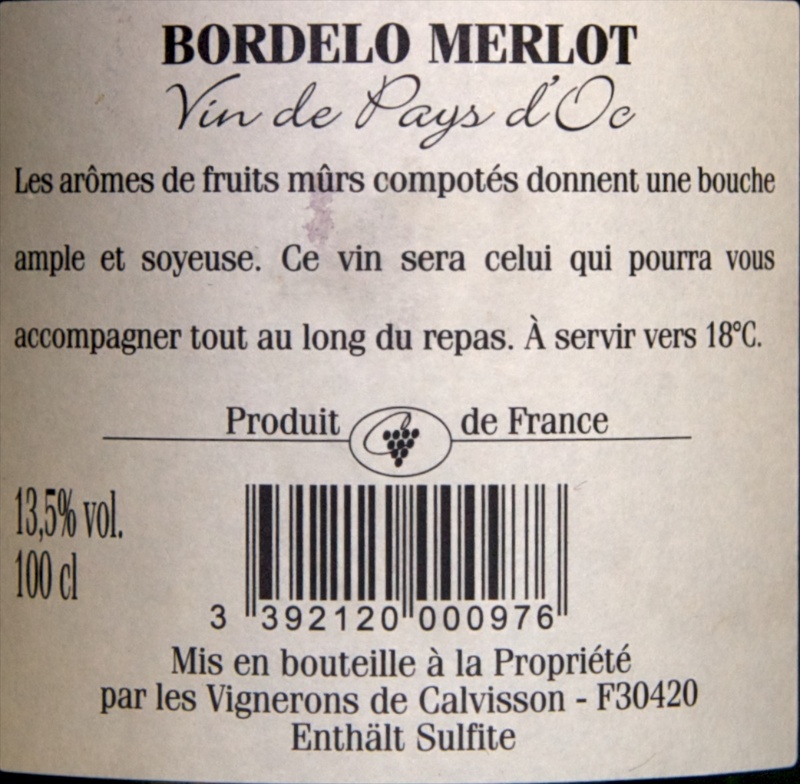 BORDELO MERLOT
Vin de Pays d'Oc
Les arômes de fruits mûrs compotés donnent une bouche
ample et soyeuse. Ce vin sera celui qui pourra vous
accompagner tout au long du repas. À servir vers 18°C.
Produit de France
13,5% vol.
100 cl
3 392120 000976
Mis en bouteille à la Propriété
par les Vignerons de Calvisson - F30420
Enthält Sulfite